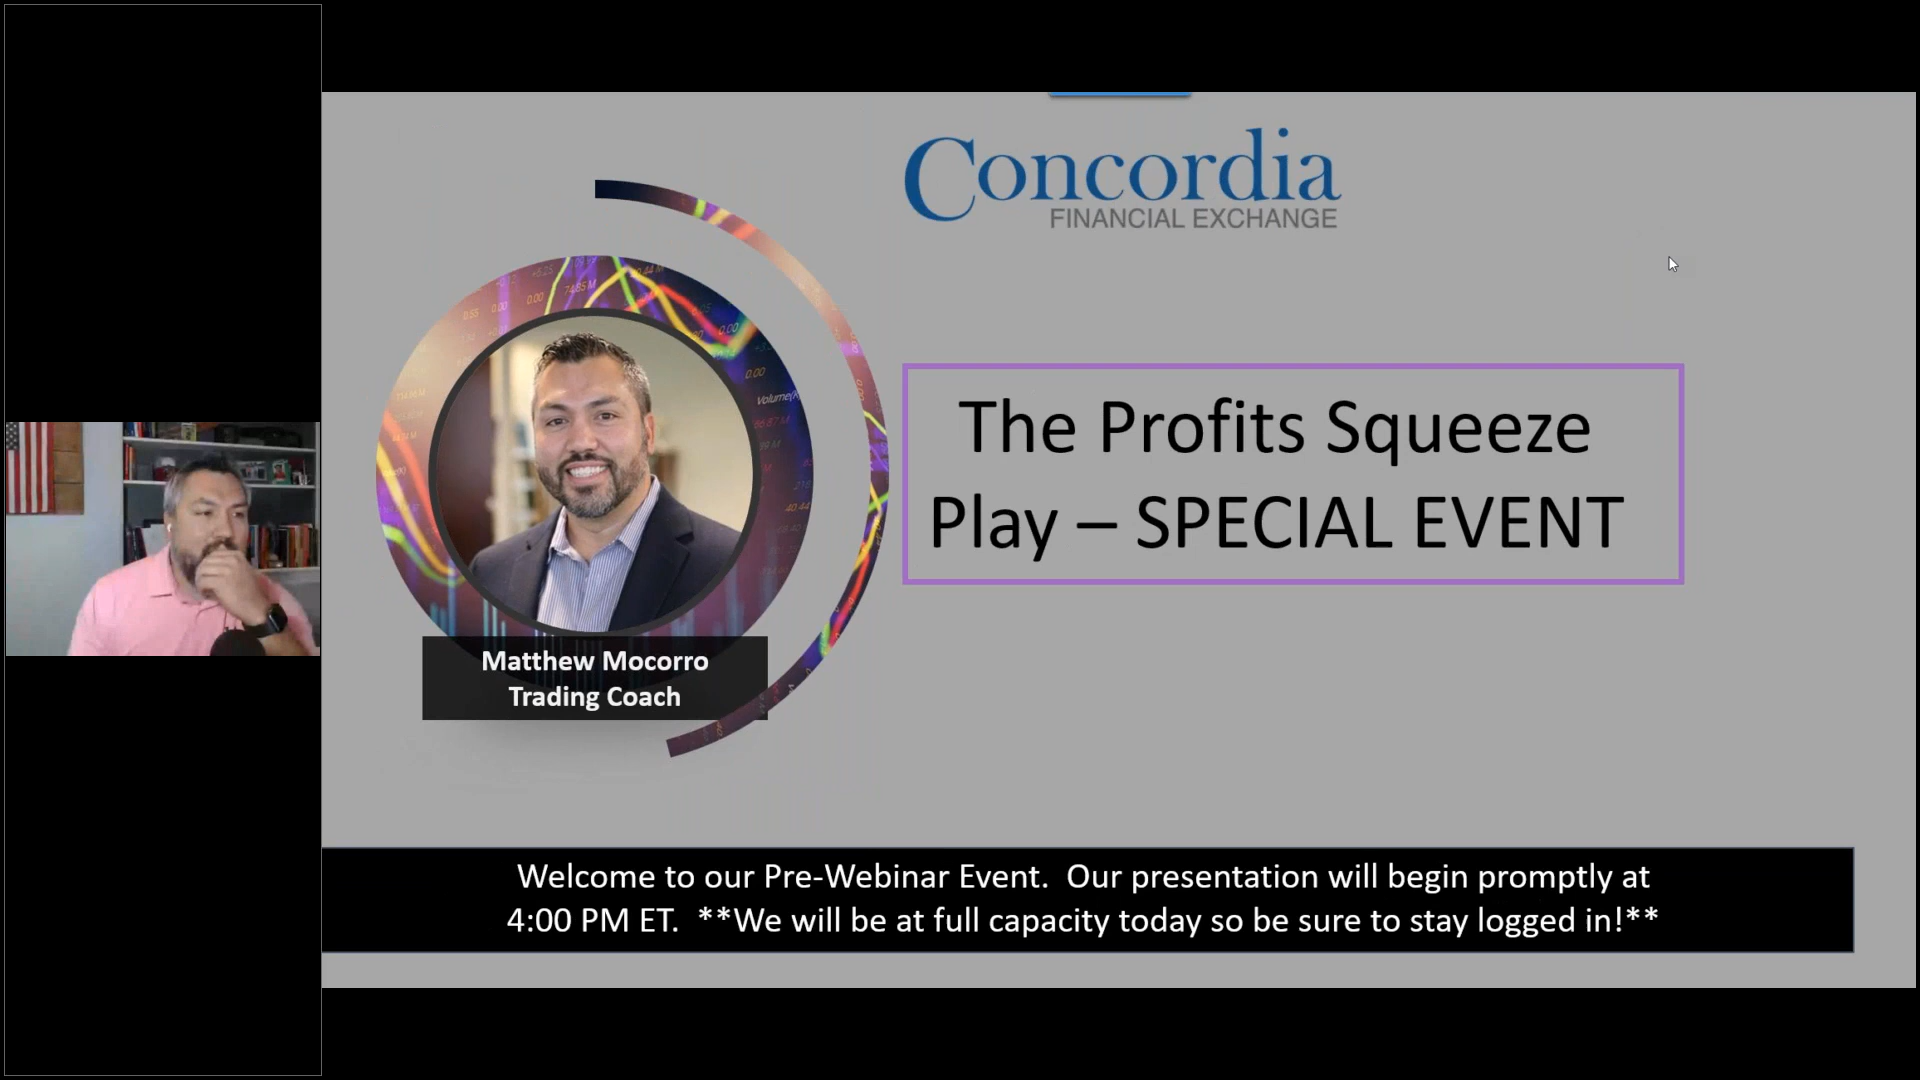 Concordia
FINANCIAL EXCHANGE
The Profits Squeeze
Play – SPECIAL EVENT
Matthew Mocorro
Trading Coach
Welcome to our Pre-Webinar Event.  Our presentation will begin promptly at
4:00 PM ET.  **We will be at full capacity today so be sure to stay logged in!**